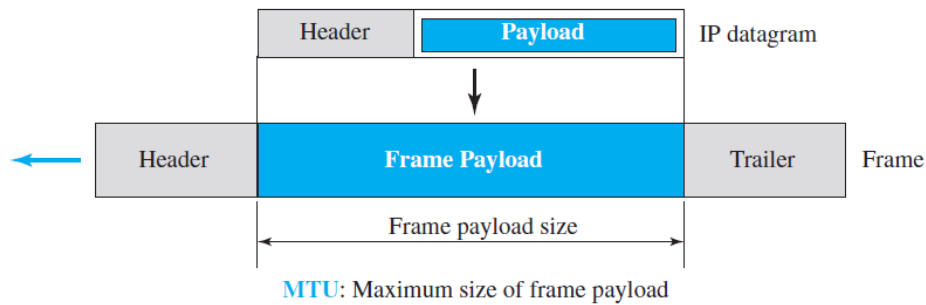 Header Payload IP datagram
Header Frame Payload Trailer Frame
Frame payload size
MTU: Maximum size of frame payload